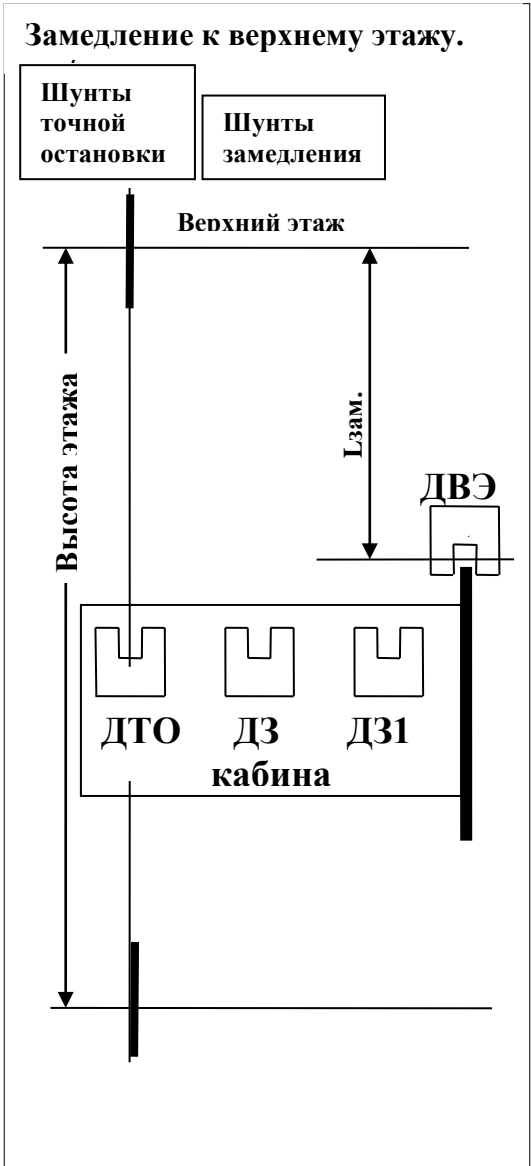 Замедление к верхнему этажу.
Шунты
точной
остановки
Шунты
замедления
Верхний этаж
Высота этажа
Lзам.
ДВЭ
ДТО ДЗ ДЗ1
кабина